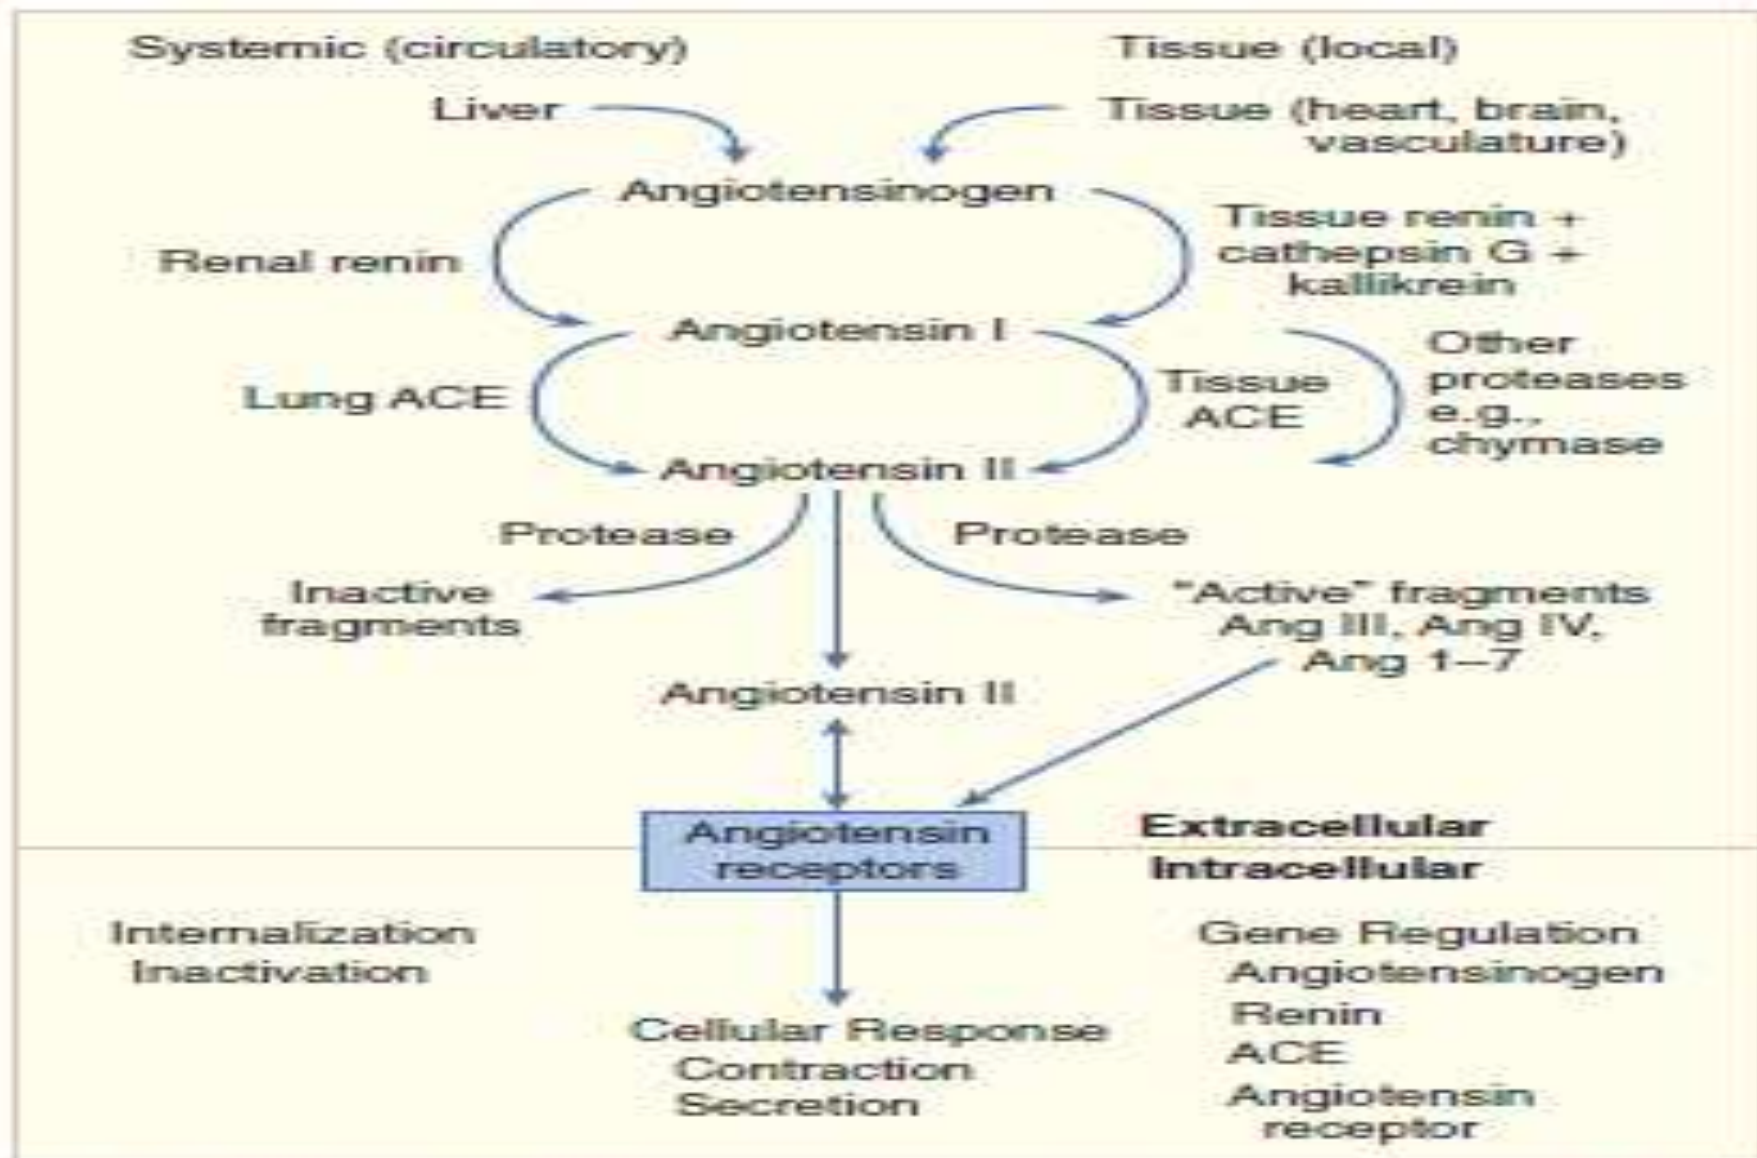 Systemic (circulatory)
Tissue (local)
Liver
Tissue (heart, brain,
vasculature)
Angiotensinogen
Renal renin
Tissue renin +
cathepsin G +
kallikrein
Angiotensin I
Lung ACE
Tissue
ACE
Other
proteases
e.g.,
chymase
Angiotensin II
Protease
Protease
Inactive
fragments
"Active" fragments
Ang III, Ang IV,
Ang 1–7
Angiotensin II
Angiotensin
receptors
Extracellular
Intracellular
Internalization
Inactivation
Cellular Response
Contraction
Secretion
Gene Regulation
Angiotensinogen
Renin
ACE
Angiotensin
receptor